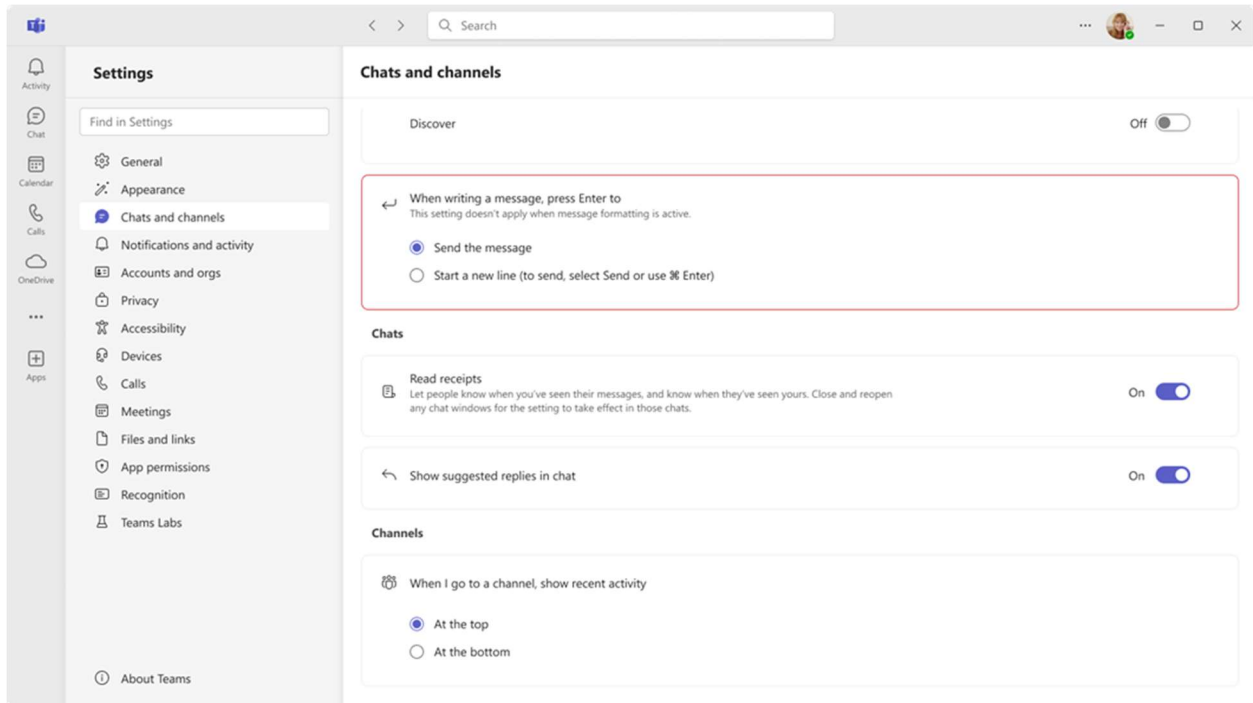 Search
Activity
Chat
Calendar
Calls
OneDrive
Apps
Settings
Find in Settings
General
Appearance
Chats and channels
Notifications and activity
Accounts and orgs
Privacy
Accessibility
Devices
Calls
Meetings
Files and links
App permissions
Recognition
Teams Labs
About Teams
Chats and channels
Discover
Off
When writing a message, press Enter to
This setting doesn't apply when message formatting is active.
Send the message
Start a new line (to send, select Send or use ⌘ Enter)
Chats
Read receipts
Let people know when you've seen their messages, and know when they've seen yours. Close and reopen
any chat windows for the setting to take effect in those chats.
On
Show suggested replies in chat
On
Channels
When I go to a channel, show recent activity
At the top
At the bottom